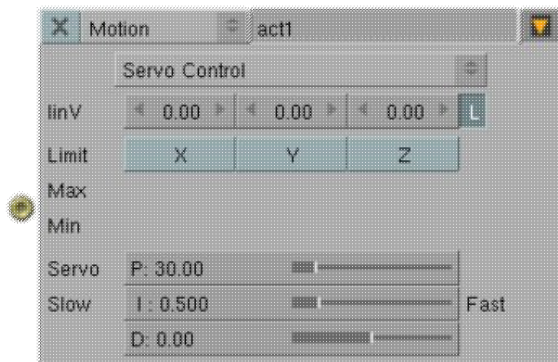 X Motion act1
Servo Control
linV 0.00 0.00 0.00 L
Limit X Y Z
Max
Min
Servo P: 30.00
Slow I : 0.500 Fast
D: 0.00